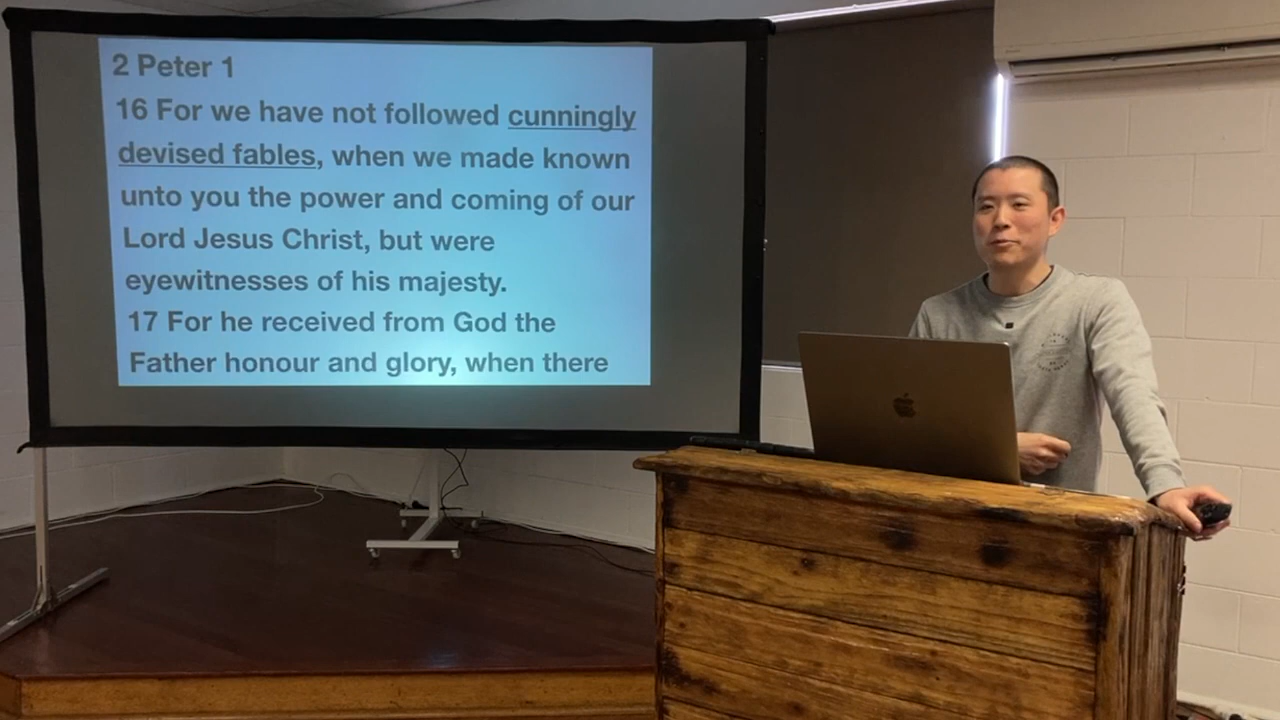 2 Peter 1
16 For we have not followed cunningly
devised fables, when we made known
unto you the power and coming of our
Lord Jesus Christ, but were
eyewitnesses of his majesty.
17 For he received from God the
Father honour and glory, when there